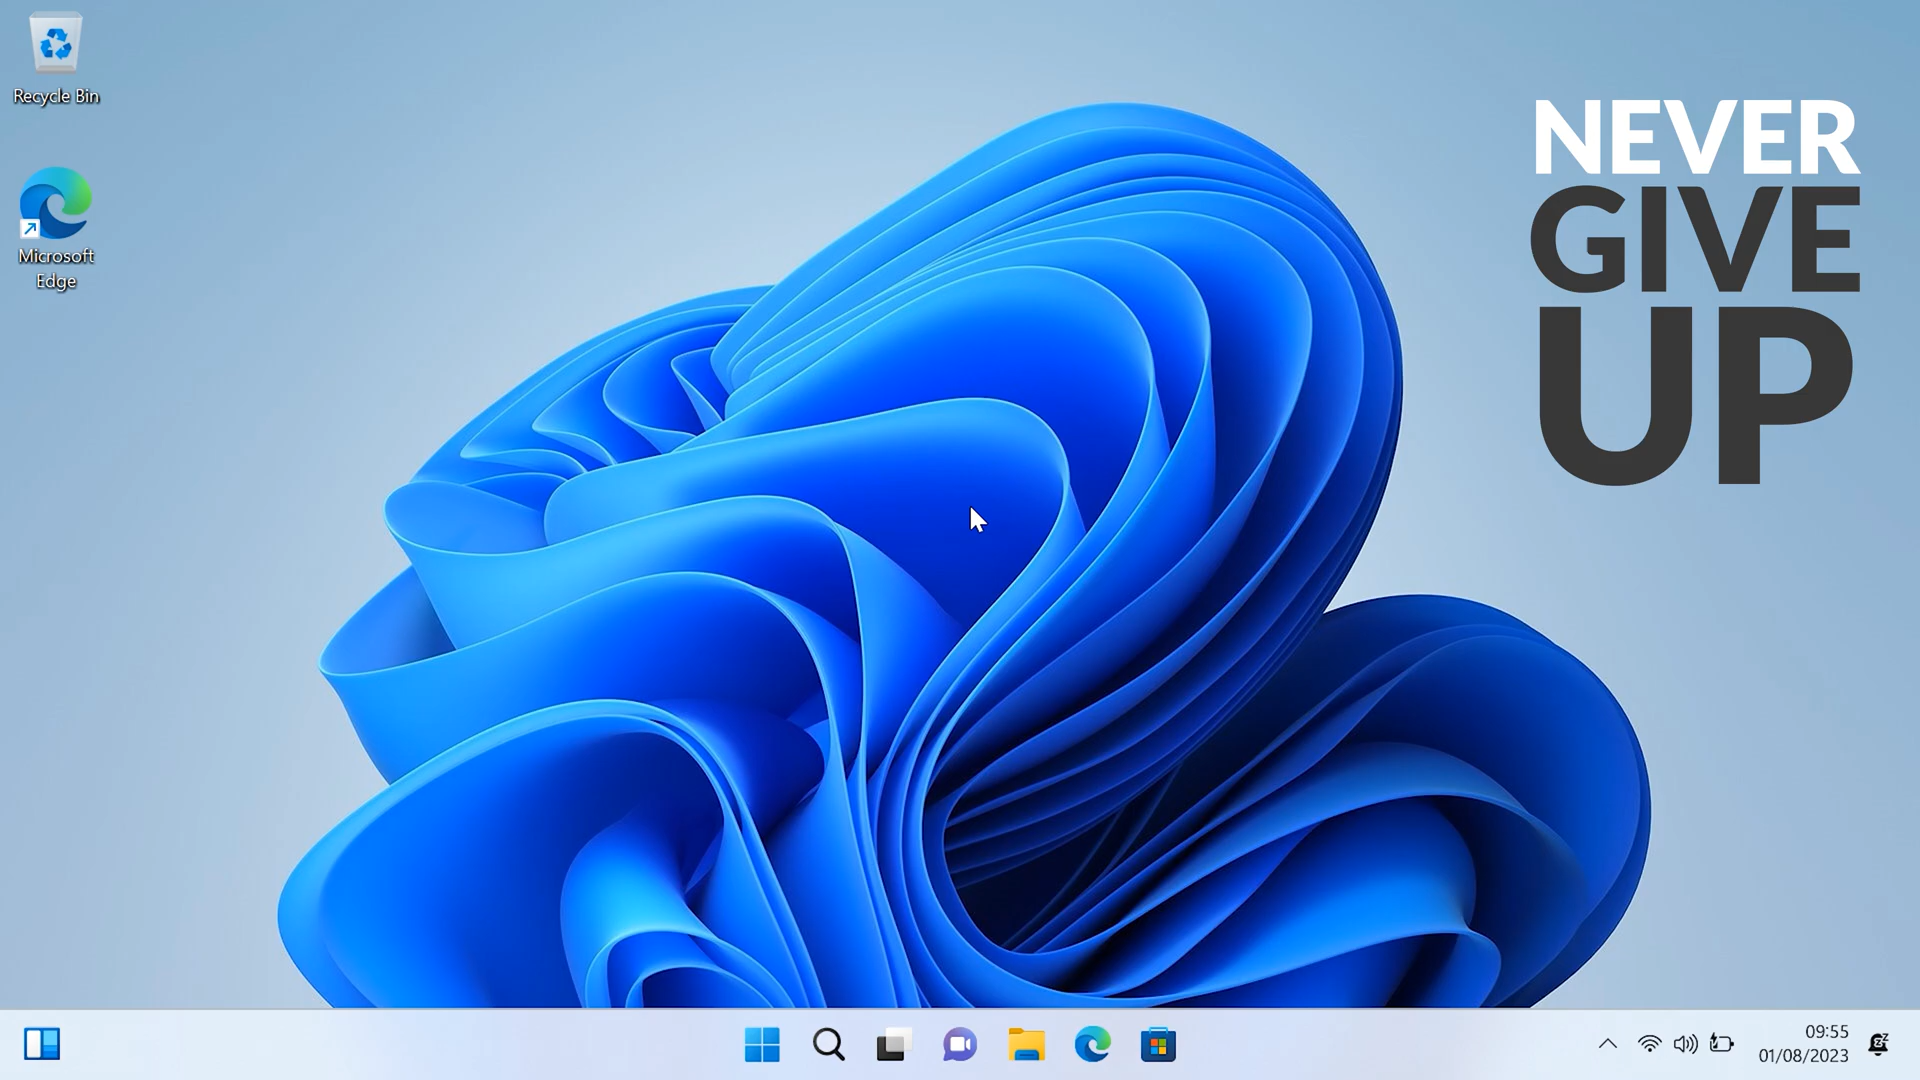 Recycle Bin
Microsoft
Edge
NEVER
GIVE
UP
09:55
01/08/2023